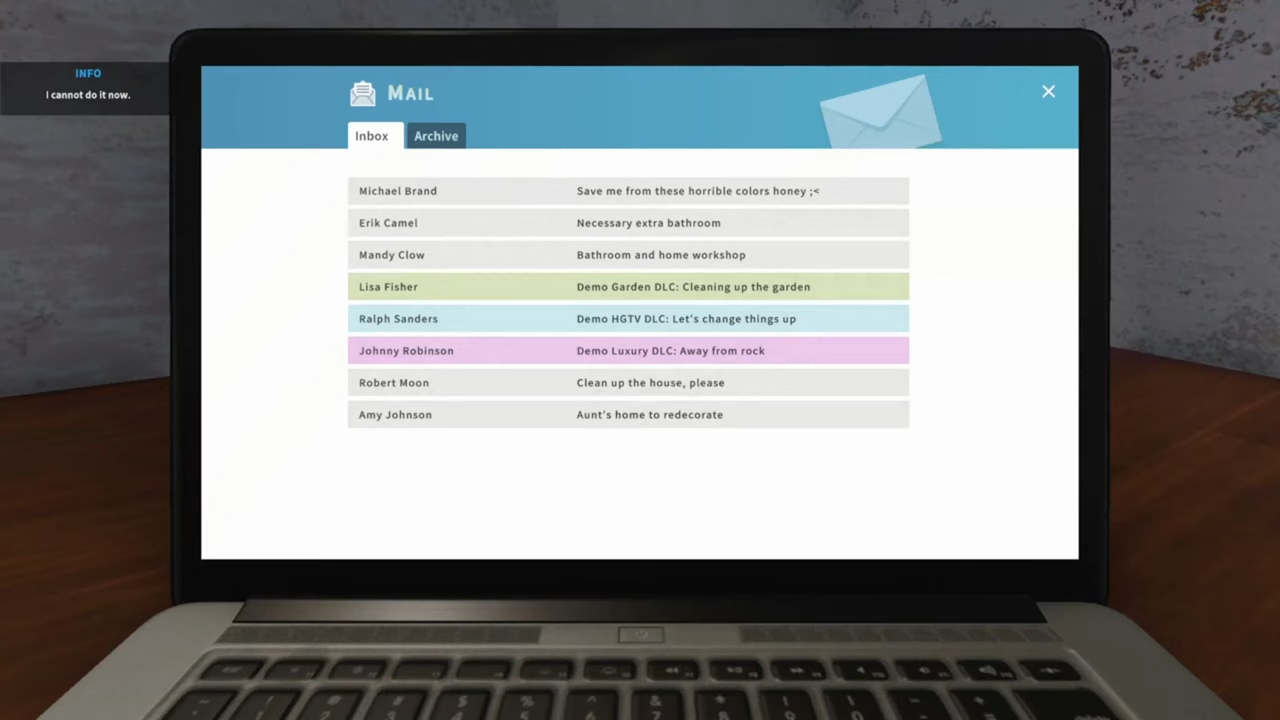 INFO
I cannot do it now.
MAIL
Inbox Archive
Michael Brand Save me from these horrible colors honey ;<
Erik Camel Necessary extra bathroom
Mandy Clow Bathroom and home workshop
Lisa Fisher Demo Garden DLC: Cleaning up the garden
Ralph Sanders Demo HGTV DLC: Let's change things up
Johnny Robinson Demo Luxury DLC: Away from rock
Robert Moon Clean up the house, please
Amy Johnson Aunt's home to redecorate